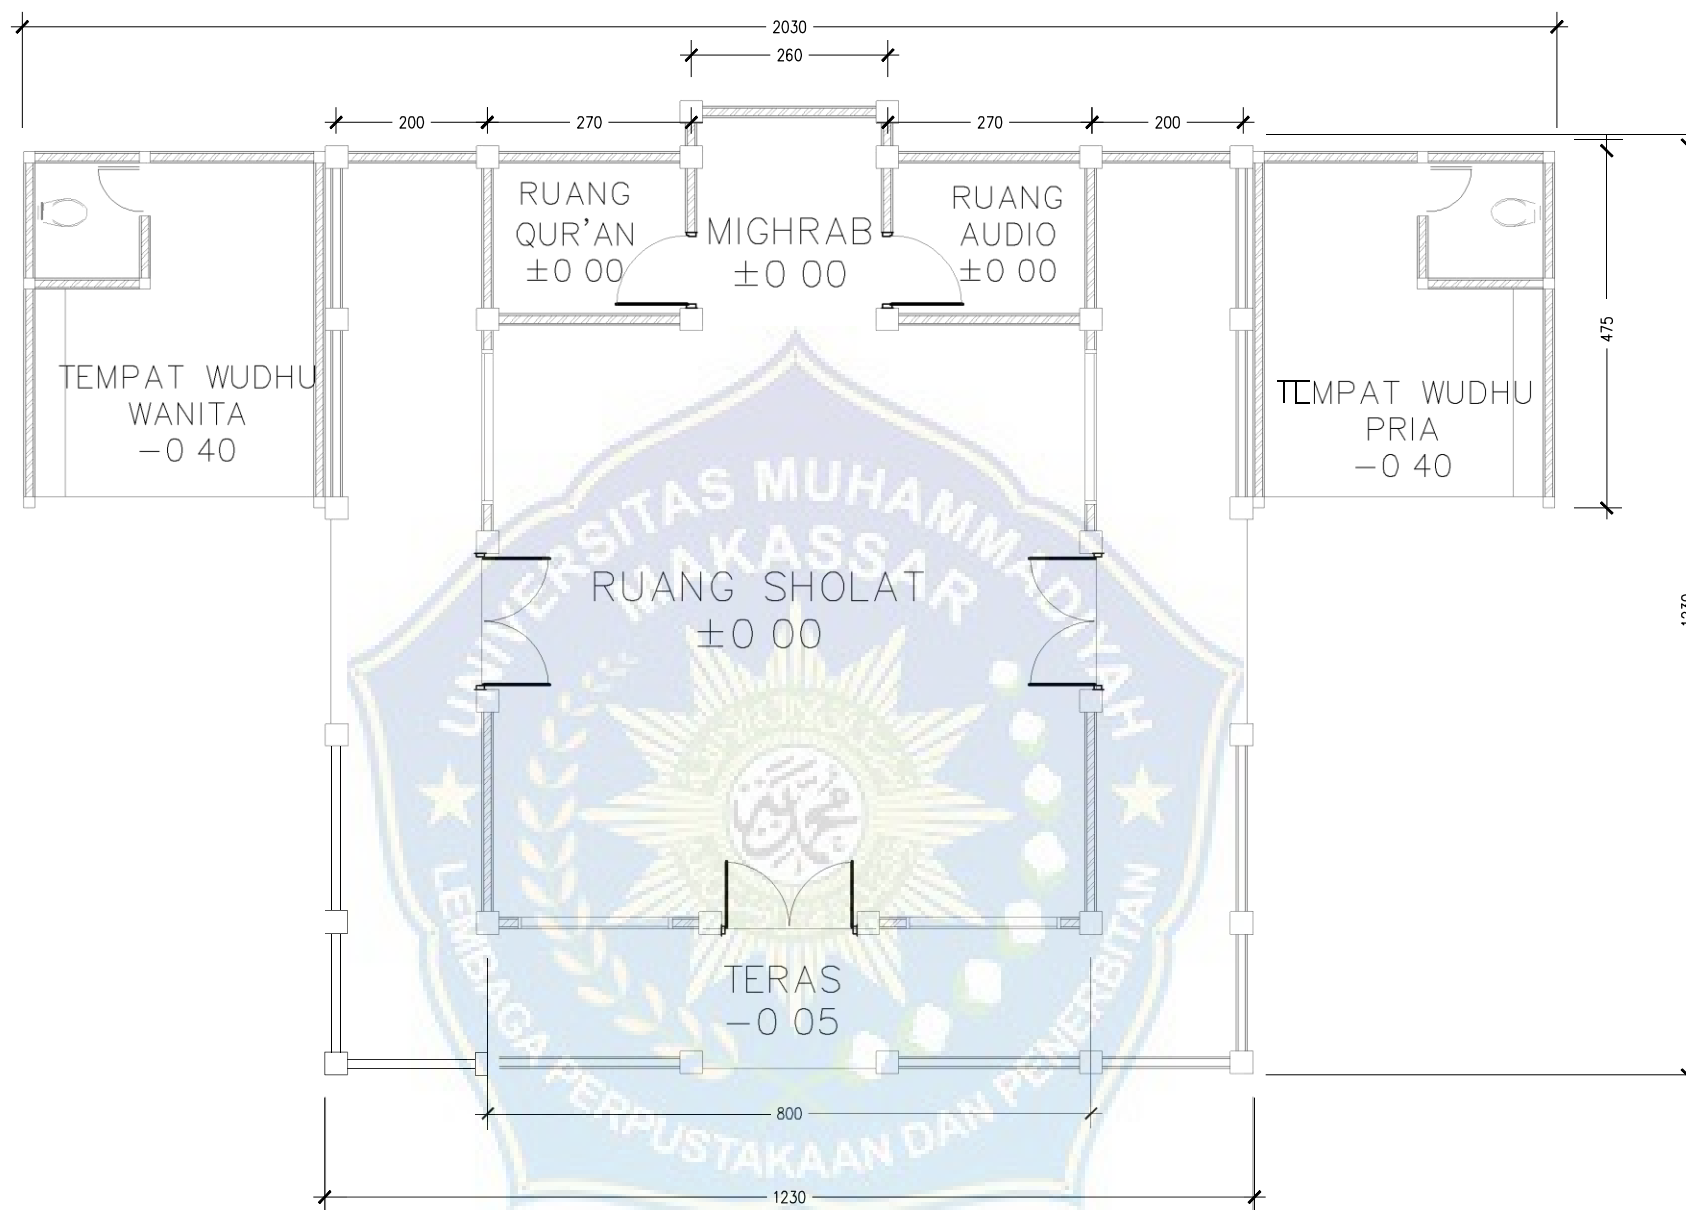 2030
260
200
270
270
200
RUANG
QUR'AN
±0 00
MIGHRAB
±0 00
RUANG
AUDIO
±0 00
475
TEMPAT WUDHU
WANITA
-0 40
TEMPAT WUDHU
PRIA
-0 40
UNIVERSITAS MUHAMMADIYAH
MAKASSAR
RUANG SHOLAT
±0 00
1230
TERAS
-0 05
LEMBAGA PERPUSTAKAAN DAN PENERBITAN
800
1230